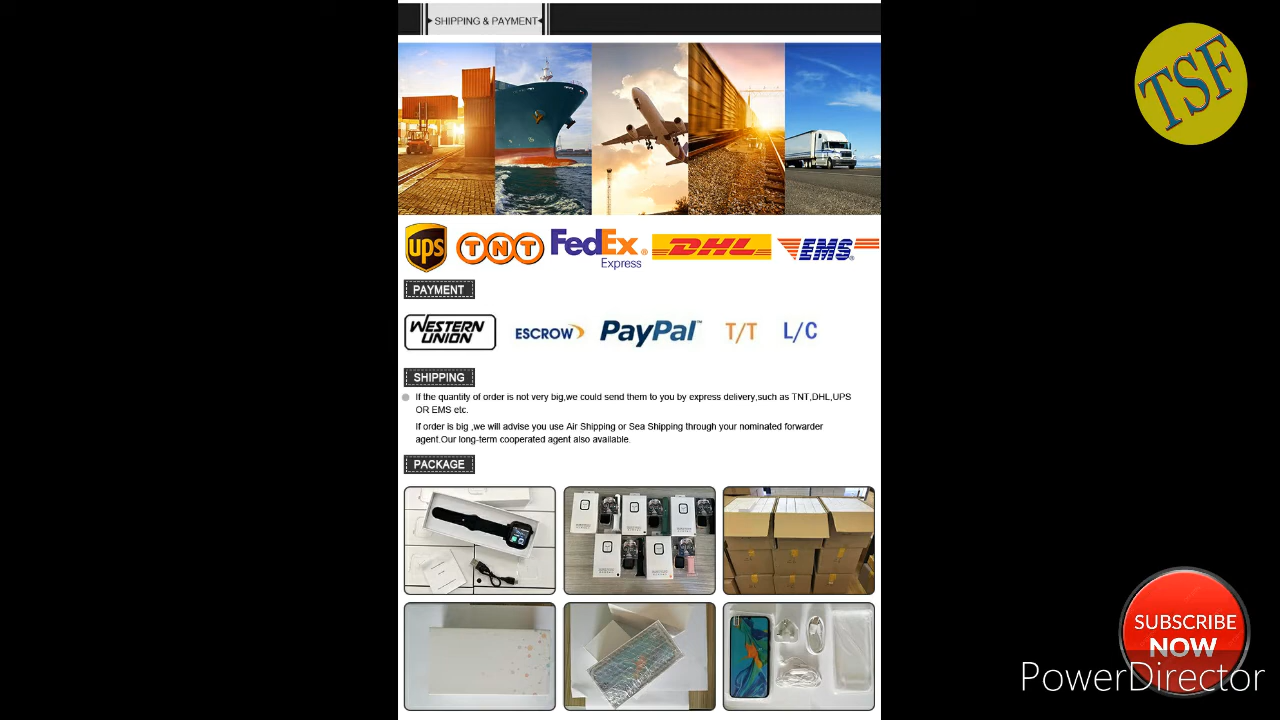 SHIPPING & PAYMENT
TSF
ups TNT FedEx Express DHL EMS
PAYMENT
WESTERN UNION ESCROW PayPal T/T L/C
SHIPPING
If the quantity of order is not very big,we could send them to you by express delivery,such as TNT,DHL,UPS
OR EMS etc.
If order is big ,we will advise you use Air Shipping or Sea Shipping through your nominated forwarder
agent.Our long-term cooperated agent also available.
PACKAGE
SUBSCRIBE
NOW
PowerDirector